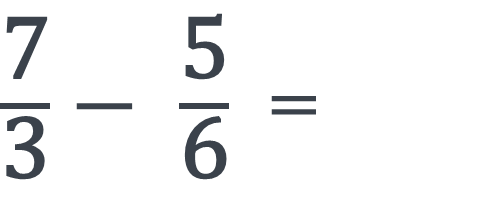 7/3 − 5/6 =